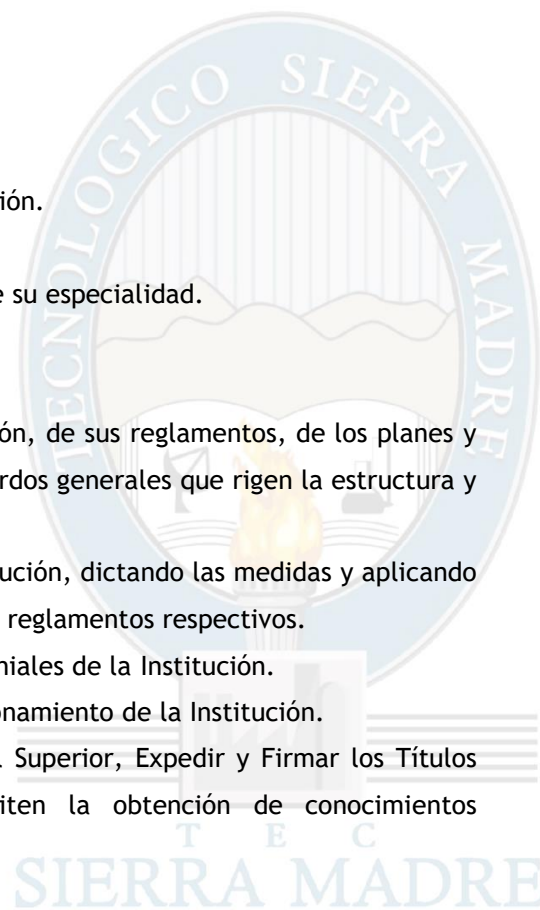 TECNOLOGICO SIERRA MADRE
ión.
e su especialidad.
ón, de sus reglamentos, de los planes y
rdos generales que rigen la estructura y
ución, dictando las medidas y aplicando
reglamentos respectivos.
niales de la Institución.
onamiento de la Institución.
Superior, Expedir y Firmar los Títulos
iten la obtención de conocimientos
T E C
SIERRA MADRE